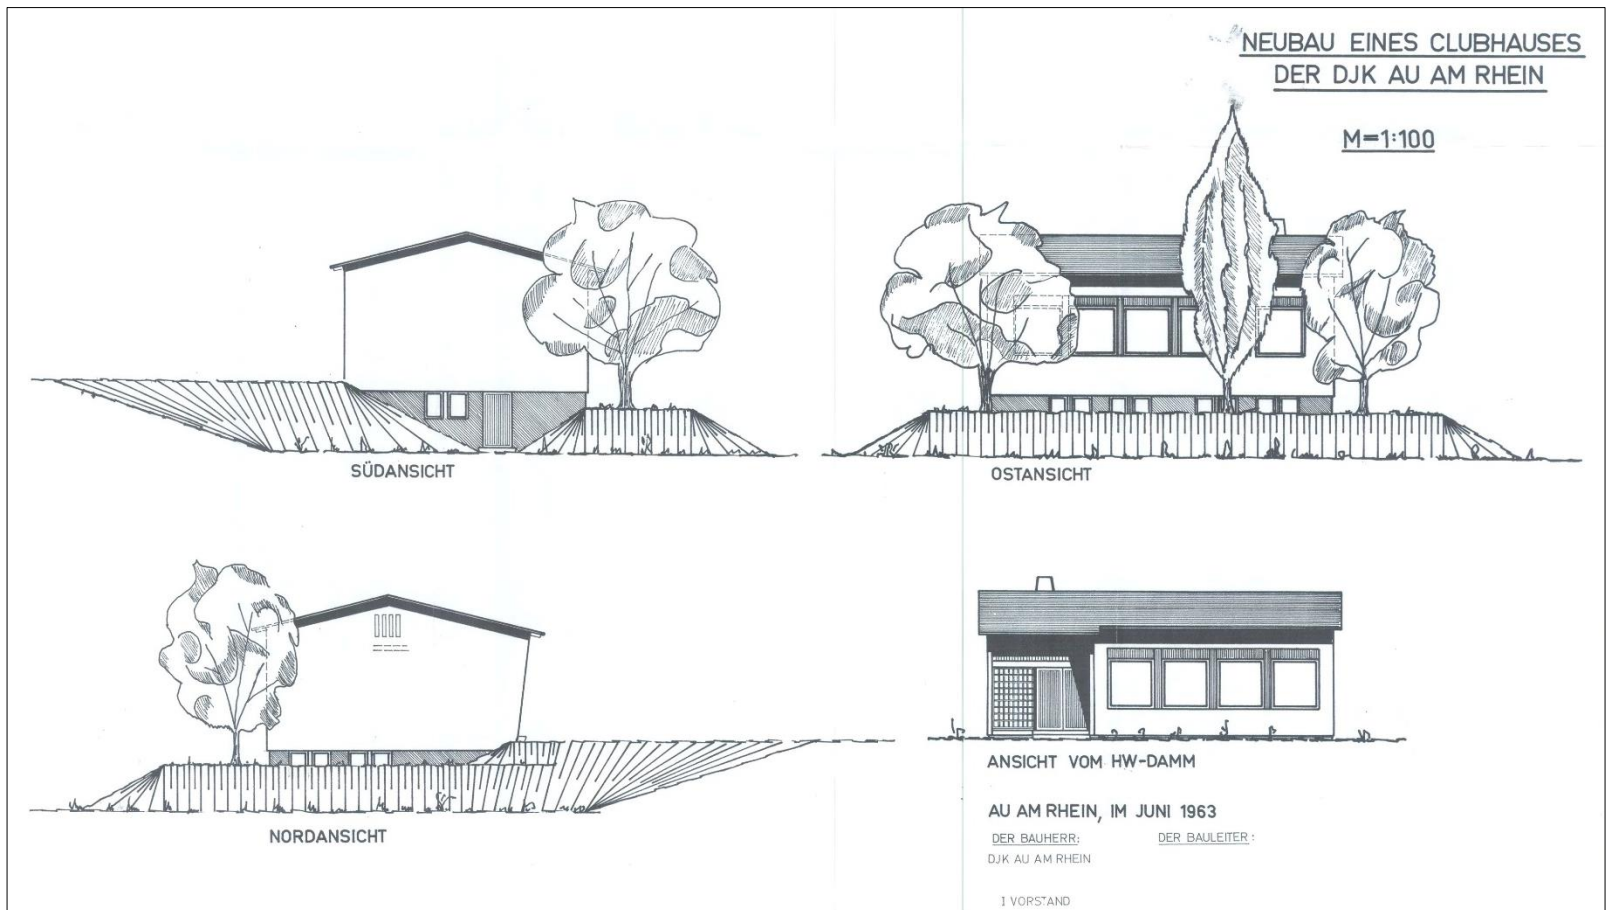 NEUBAU EINES CLUBHAUSES
DER DJK AU AM RHEIN
M=1:100
SÜDANSICHT
OSTANSICHT
NORDANSICHT
ANSICHT VOM HW-DAMM
AU AM RHEIN, IM JUNI 1963
DER BAUHERR:
DER BAULEITER:
DJK AU AM RHEIN
I VORSTAND